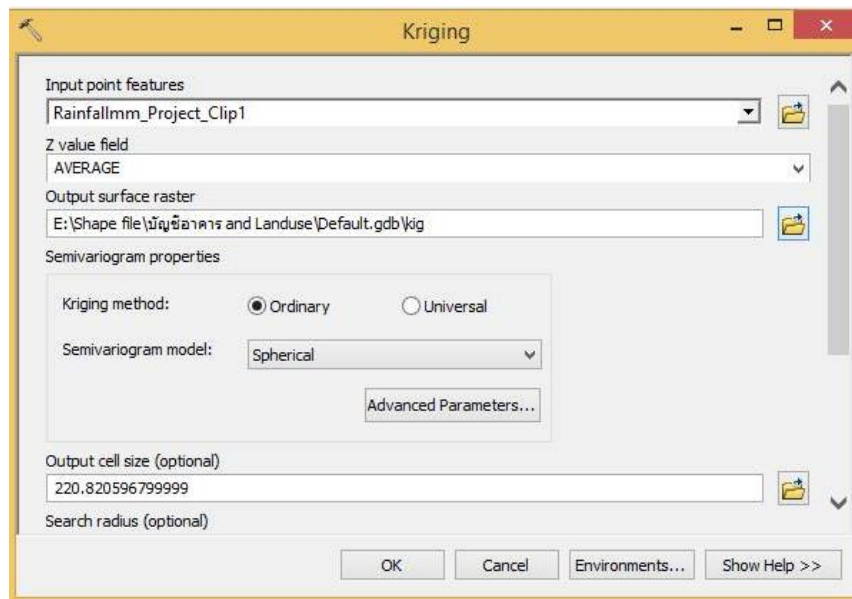 Kriging
Input point features
Rainfallmm_Project_Clip1
Z value field
AVERAGE
Output surface raster
E:\Shape file\บัญชีอาคาร and Landuse\Default.gdb\kig
Semivariogram properties
Kriging method: Ordinary Universal
Semivariogram model: Spherical
Advanced Parameters...
Output cell size (optional)
220.820596799999
Search radius (optional)
OK Cancel Environments... Show Help >>